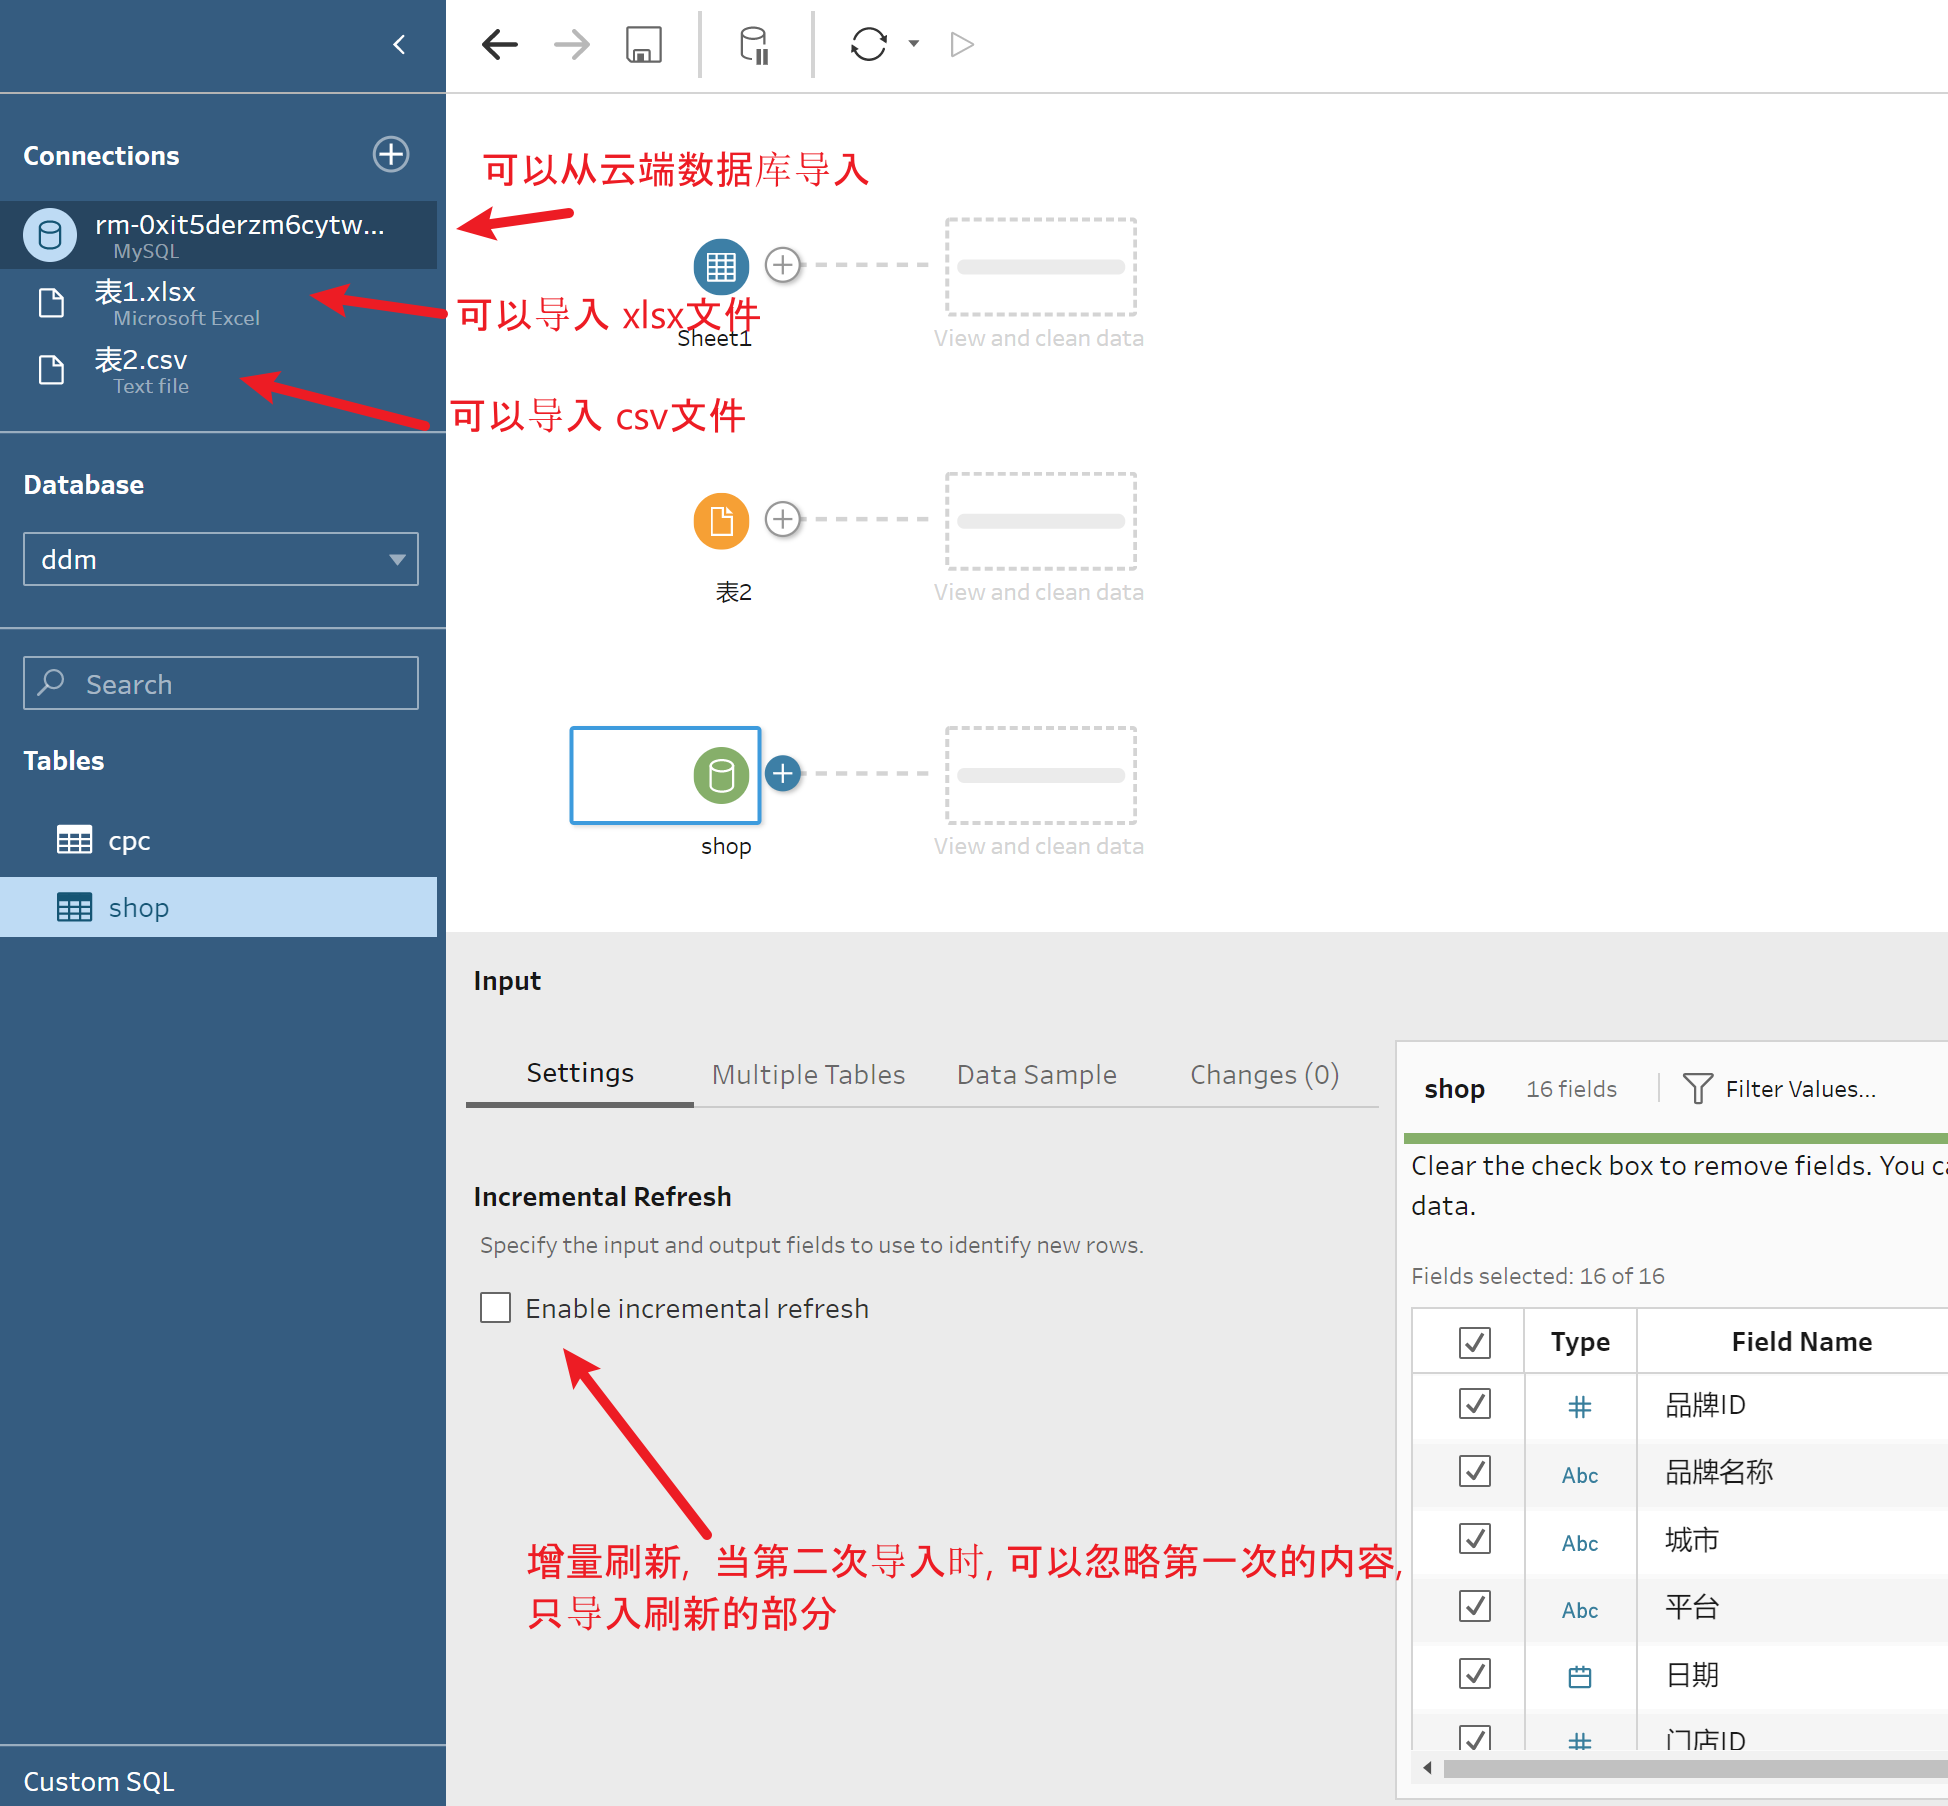 Connections
rm-0xit5derzm6cytw...
MySQL
表1.xlsx
Microsoft Excel
表2.csv
Text file
Database
ddm
Search
Tables
cpc
shop
Custom SQL
可以从云端数据库导入
可以导入 xlsx文件
Sheet1
View and clean data
可以导入 csv文件
表2
View and clean data
shop
View and clean data
Input
Settings
Multiple Tables
Data Sample
Changes (0)
Incremental Refresh
Specify the input and output fields to use to identify new rows.
Enable incremental refresh
增量刷新, 当第二次导入时, 可以忽略第一次的内容,
只导入刷新的部分
shop
16 fields
Filter Values...
Clear the check box to remove fields. You ca
data.
Fields selected: 16 of 16
Type
Field Name
品牌ID
Abc
品牌名称
Abc
城市
Abc
平台
日期
门店ID